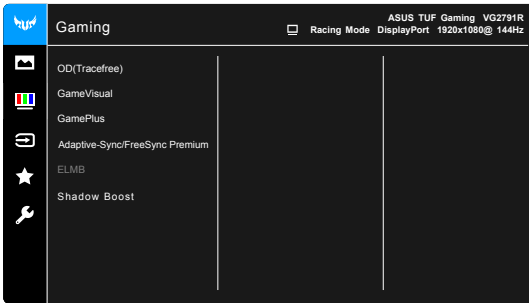 Gaming
ASUS TUF Gaming VG2791R
Racing Mode DisplayPort 1920x1080@ 144Hz
OD(Tracefree)
GameVisual
GamePlus
Adaptive-Sync/FreeSync Premium
ELMB
Shadow Boost